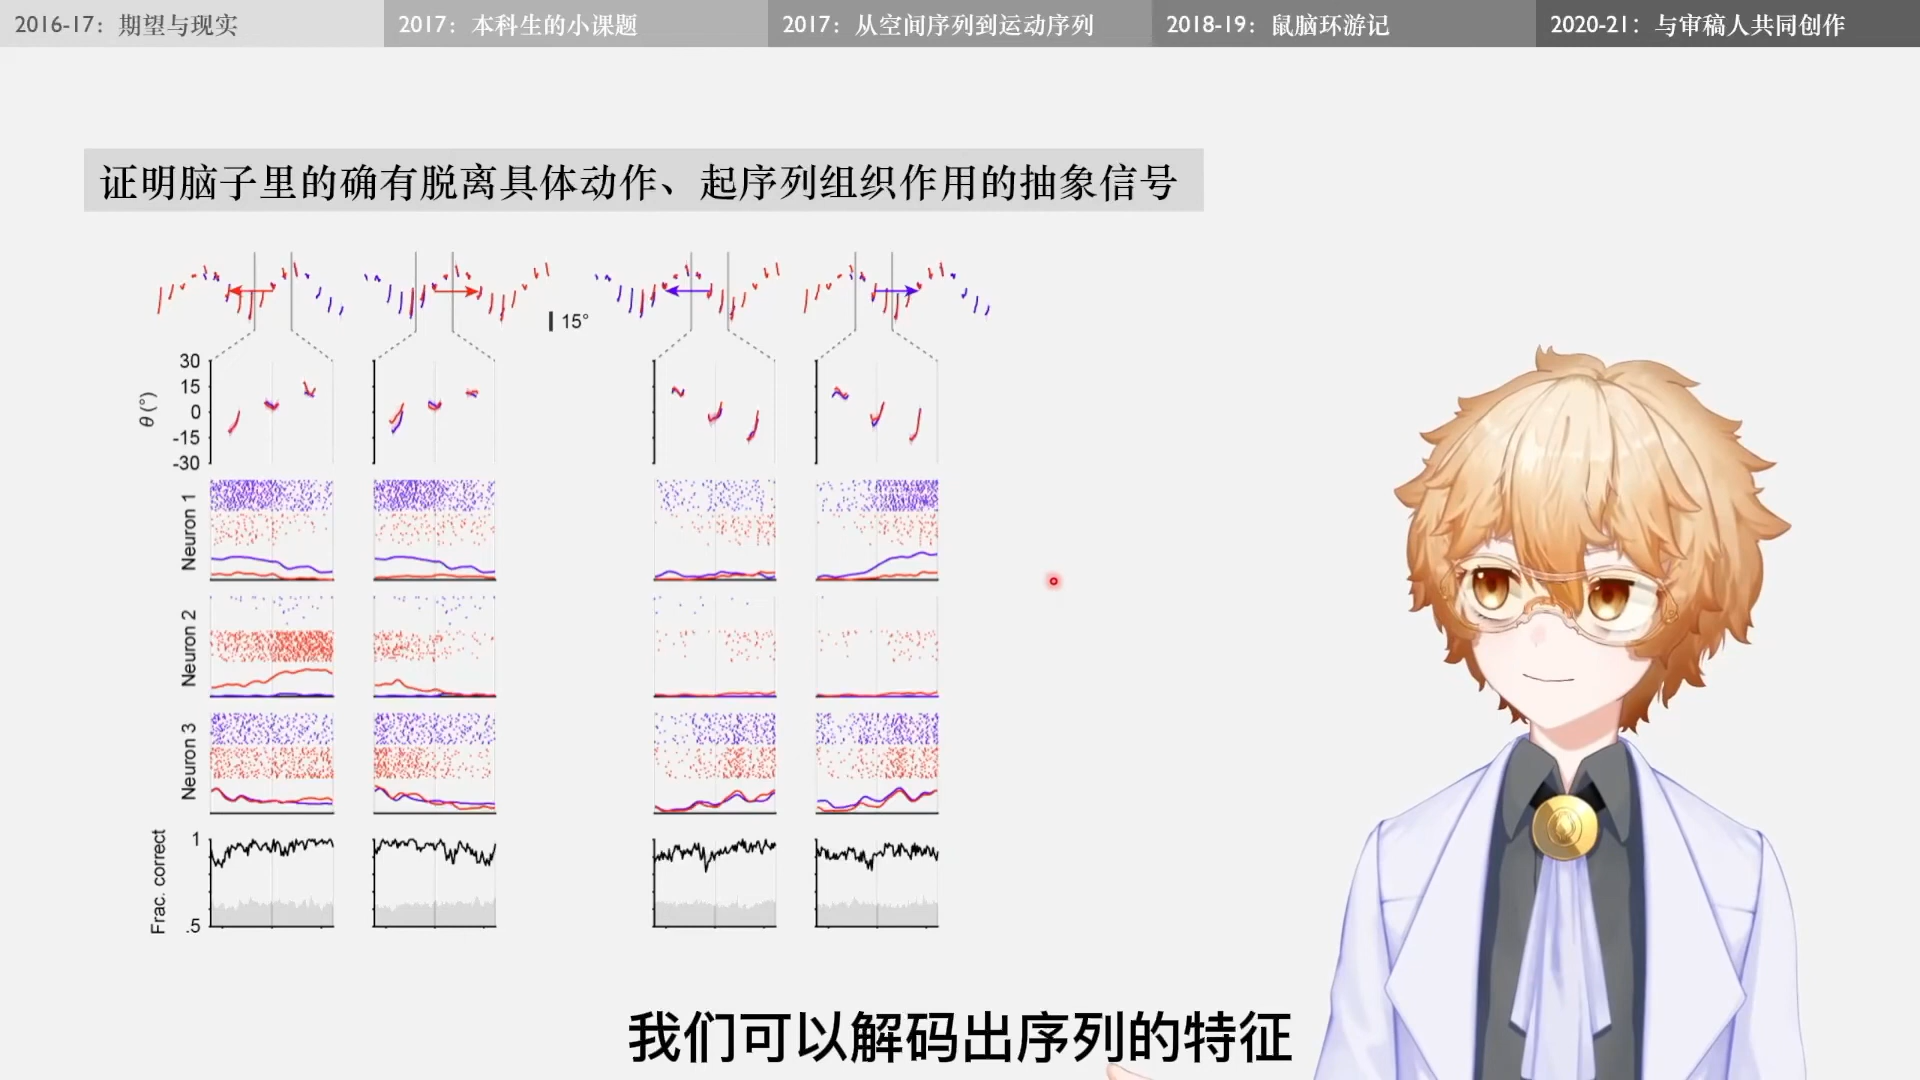 2016-17：期望与现实
2017：本科生的小课题
2017：从空间序列到运动序列
2018-19：鼠脑环游记
2020-21：与审稿人共同创作
证明脑子里的确有脱离具体动作、起序列组织作用的抽象信号
15°
30
15
0
-15
-30
θ (°)
Neuron 1
Neuron 2
Neuron 3
1
.5
Frac. correct
我们可以解码出序列的特征